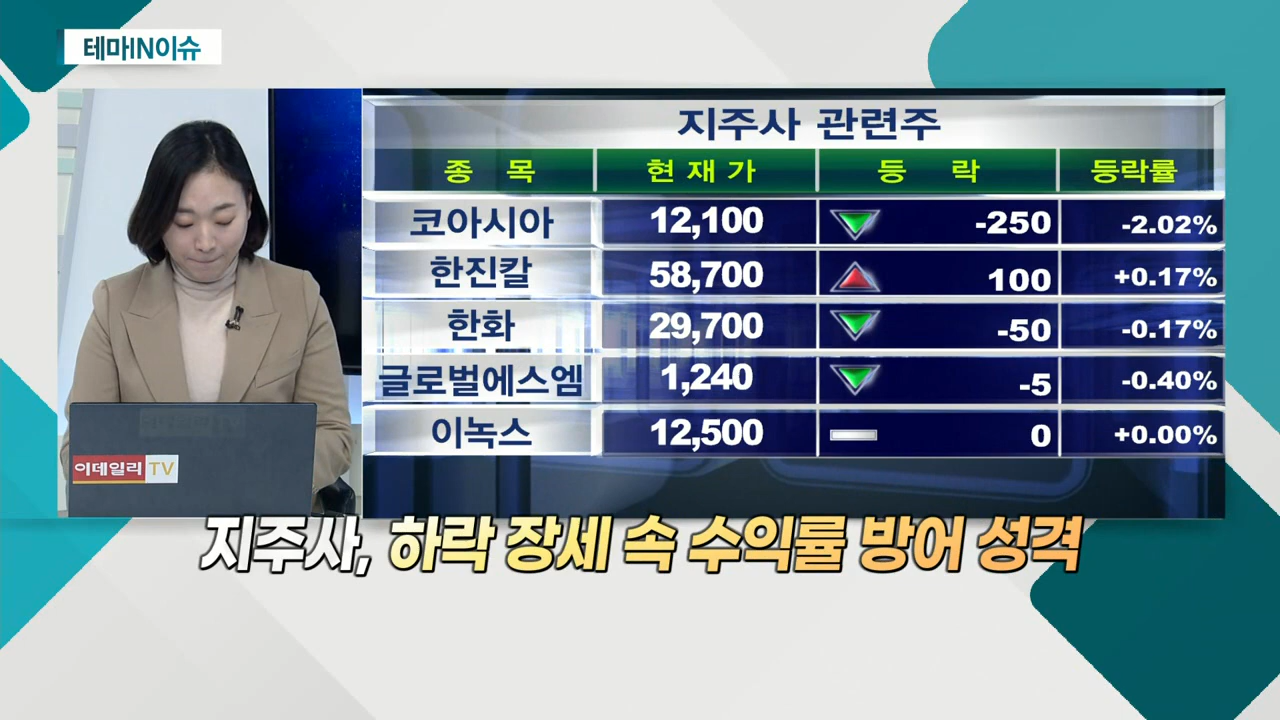 테마IN이슈
지주사 관련주
종 목 현재가 등 락 등락률
코아시아 12,100 -250 -2.02%
한진칼 58,700 100 +0.17%
한화 29,700 -50 -0.17%
글로벌에스엠 1,240 -5 -0.40%
이녹스 12,500 0 +0.00%
이데일리TV
지주사, 하락 장세 속 수익률 방어 성격